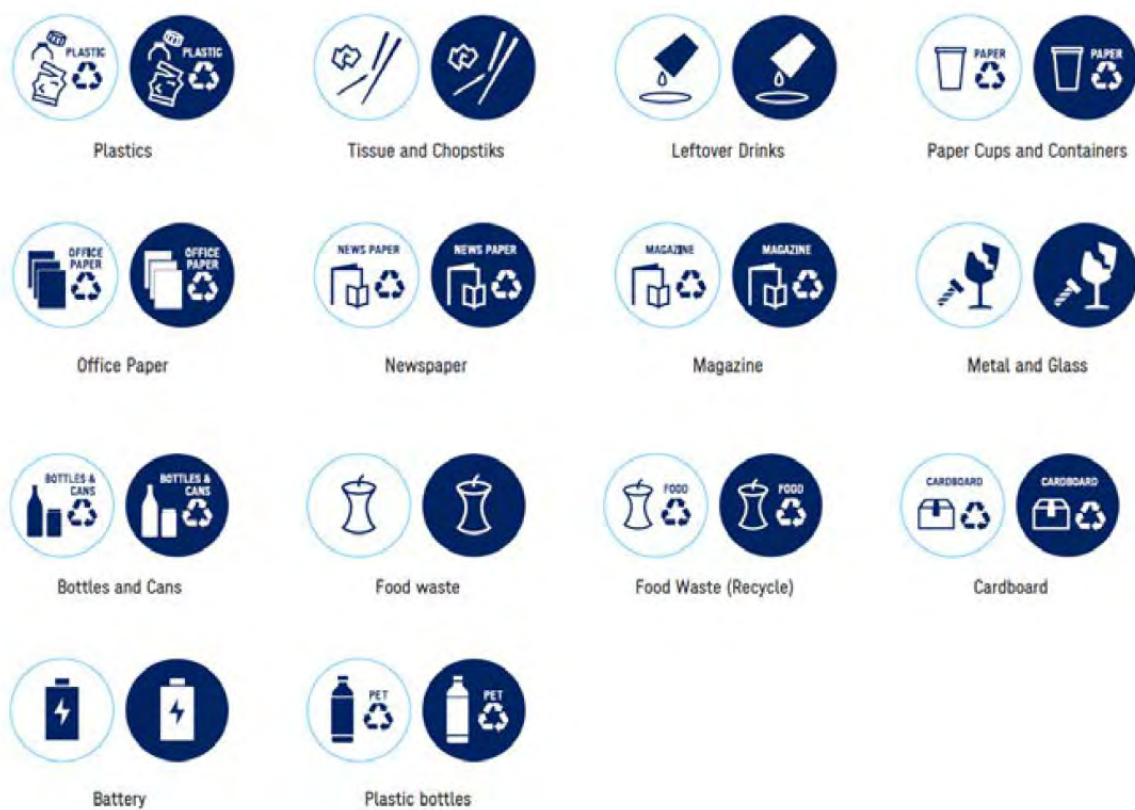 PLASTIC
PLASTIC
Plastics
Tissue and Chopstiks
Leftover Drinks
PAPER
PAPER
Paper Cups and Containers
OFFICE
PAPER
OFFICE
PAPER
Office Paper
NEWS PAPER
NEWS PAPER
Newspaper
MAGAZINE
MAGAZINE
Magazine
Metal and Glass
BOTTLES &
CANS
BOTTLES &
CANS
Bottles and Cans
Food waste
FOOD
FOOD
Food Waste (Recycle)
CARDBOARD
CARDBOARD
Cardboard
Battery
PET
PET
Plastic bottles